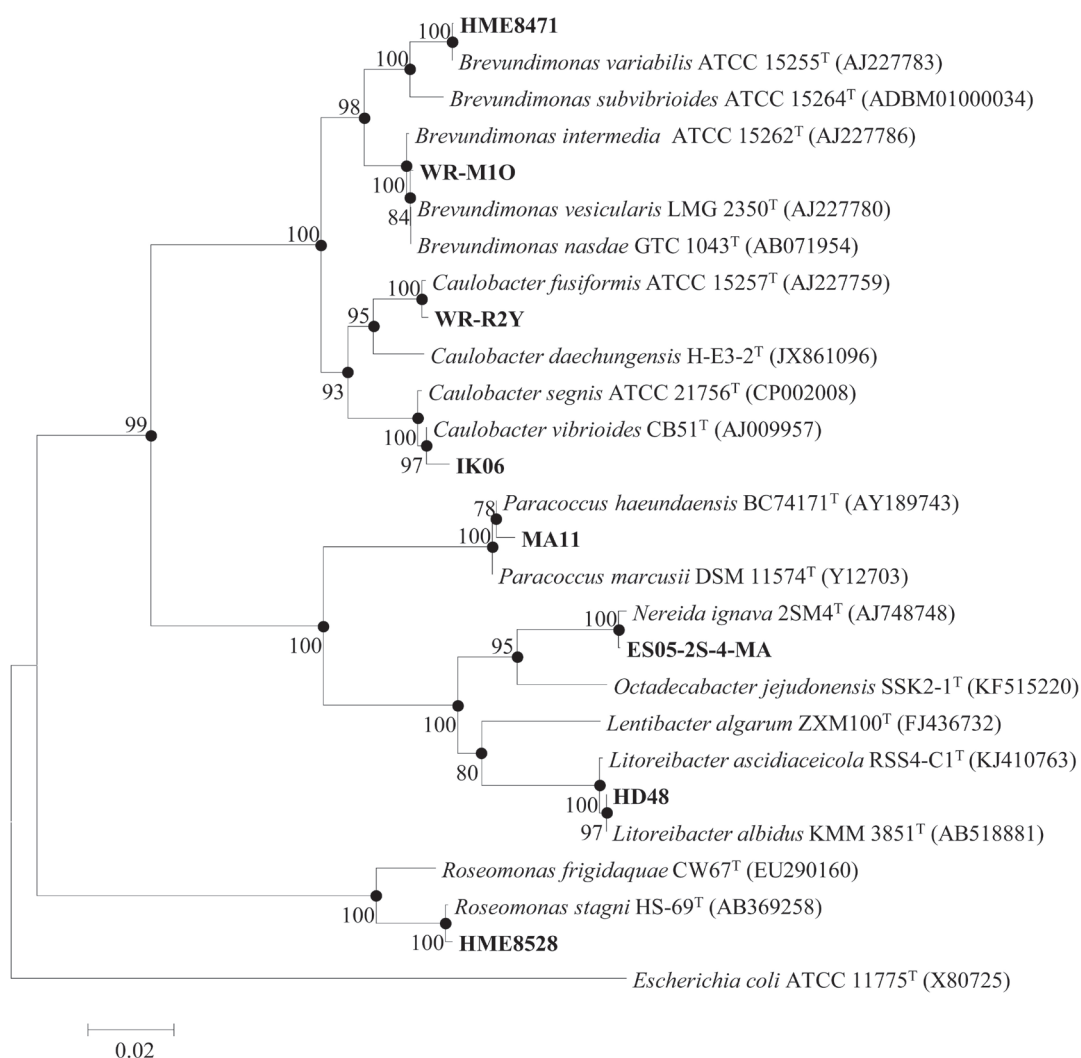 100 HME8471
100 Brevundimonas variabilis ATCC 15255ᵀ (AJ227783)
98 Brevundimonas subvibrioides ATCC 15264ᵀ (ADBM01000034)
Brevundimonas intermedia ATCC 15262ᵀ (AJ227786)
WR-M1O
100
84 Brevundimonas vesicularis LMG 2350ᵀ (AJ227780)
100 Brevundimonas nasdae GTC 1043ᵀ (AB071954)
100 Caulobacter fusiformis ATCC 15257ᵀ (AJ227759)
95 WR-R2Y
Caulobacter daechungensis H-E3-2ᵀ (JX861096)
93 Caulobacter segnis ATCC 21756ᵀ (CP002008)
99 100 Caulobacter vibrioides CB51ᵀ (AJ009957)
97 IK06
78 Paracoccus haeundaensis BC74171ᵀ (AY189743)
100 MA11
Paracoccus marcusii DSM 11574ᵀ (Y12703)
100 Nereida ignava 2SM4ᵀ (AJ748748)
100 95 ES05-2S-4-MA
Octadecabacter jejudonensis SSK2-1ᵀ (KF515220)
100 Lentibacter algarum ZXM100ᵀ (FJ436732)
80 Litoreibacter ascidiaceicola RSS4-C1ᵀ (KJ410763)
100 HD48
97 Litoreibacter albidus KMM 3851ᵀ (AB518881)
Roseomonas frigidaquae CW67ᵀ (EU290160)
100 Roseomonas stagni HS-69ᵀ (AB369258)
100 HME8528
Escherichia coli ATCC 11775ᵀ (X80725)
0.02